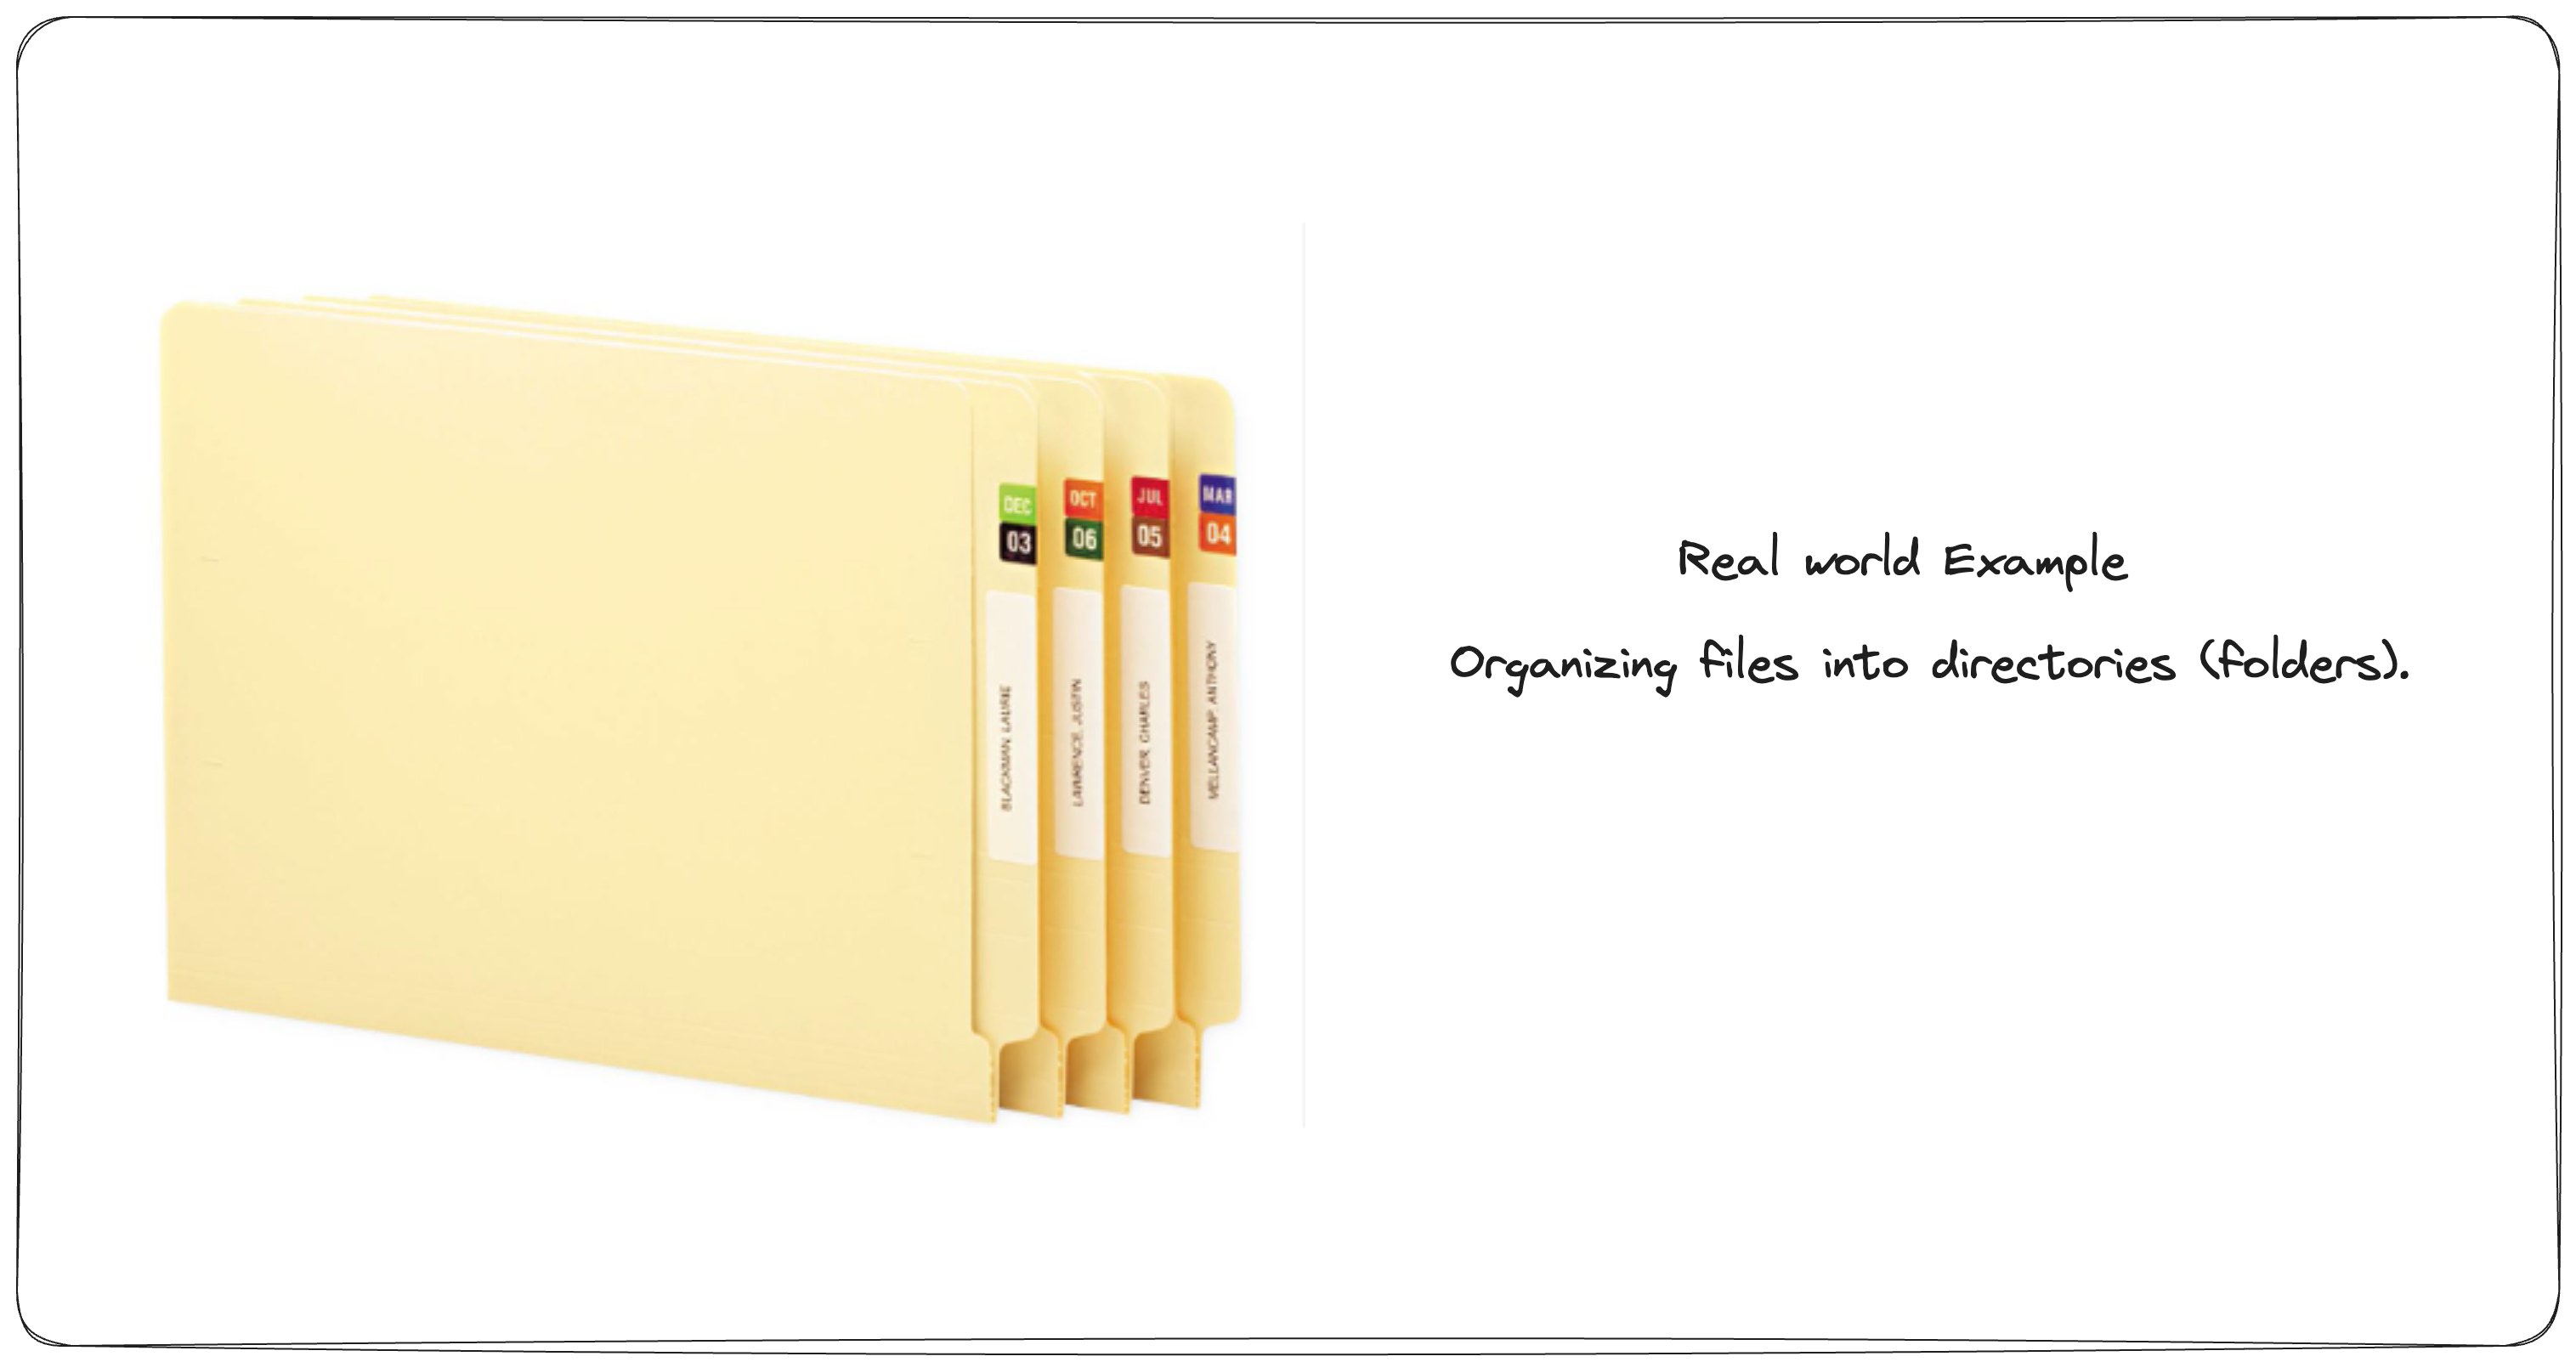 DEC
03
BLACKMAN, LAURIE
OCT
06
LAWRENCE, JUSTIN
JUL
05
DENVER, CHARLES
MAR
04
MELLANCAMP, ANTHONY
Real world Example
Organizing files into directories (folders).